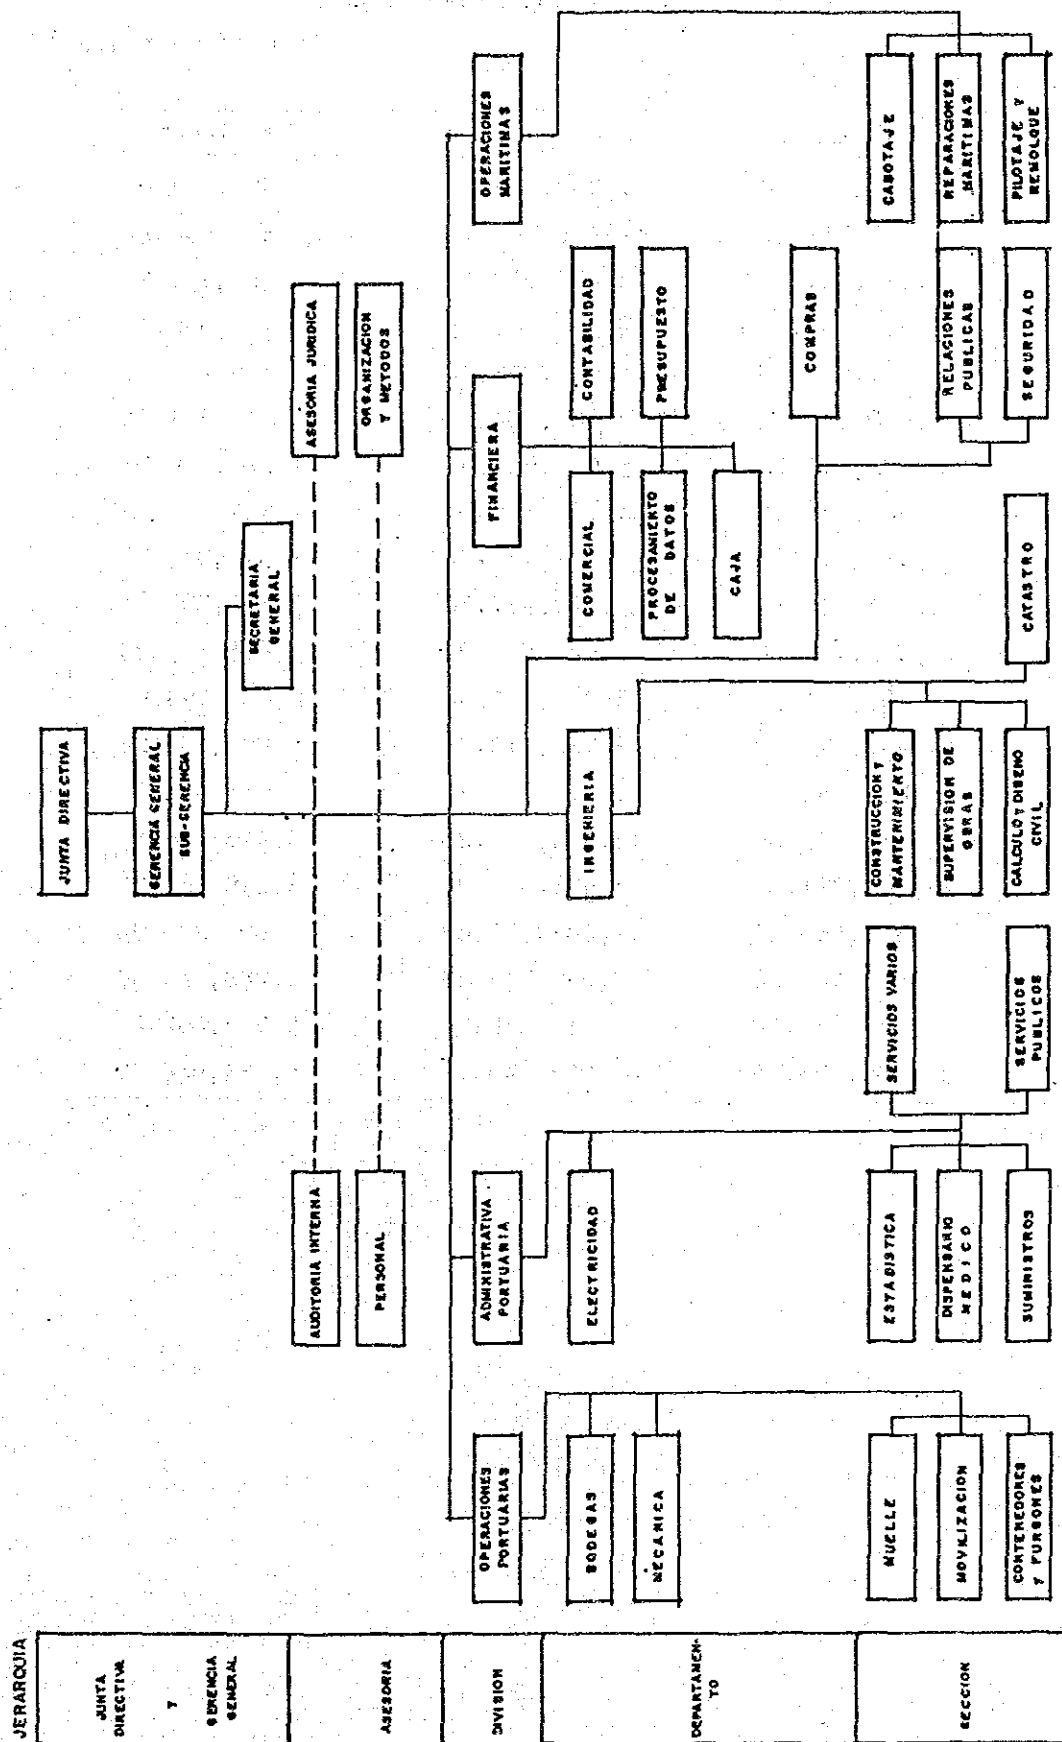 JERARQUIA
JUNTA
DIRECTIVA
Y
GERENCIA
GENERAL
ASESORIA
DIVISION
DEPARTAMEN-
TO
SECCION
JUNTA DIRECTIVA
GERENCIA GENERAL
SUB-GERENCIA
SECRETARIA
GENERAL
AUDITORIA INTERNA
ASESORIA JURIDICA
PERSONAL
ORGANIZACION
Y METODOS
OPERACIONES
PORTUARIAS
ADMINISTRATIVA
PORTUARIA
FINANCIERA
OPERACIONES
MARITIMAS
BODEGAS
ELECTRICIDAD
INGENIERIA
COMERCIAL
CONTABILIDAD
MECANICA
PROCESAMIENTO
DE DATOS
PRESUPUESTO
CAJA
COMPRAS
MUELLE
ESTADISTICA
SERVICIOS VARIOS
CONSTRUCCION Y
MANTENIMIENTO
CABOTAJE
MOVILIZACION
DISPENSARIO
MEDICO
SUPERVISION DE
OBRAS
RELACIONES
PUBLICAS
REPARACIONES
MARITIMAS
CONTENEDORES
Y FURGONES
SUMINISTROS
SERVICIOS
PUBLICOS
CALCULO Y DISENO
CIVIL
CATASTRO
SEGURIDAD
PILOTAJE Y
REMOLQUE